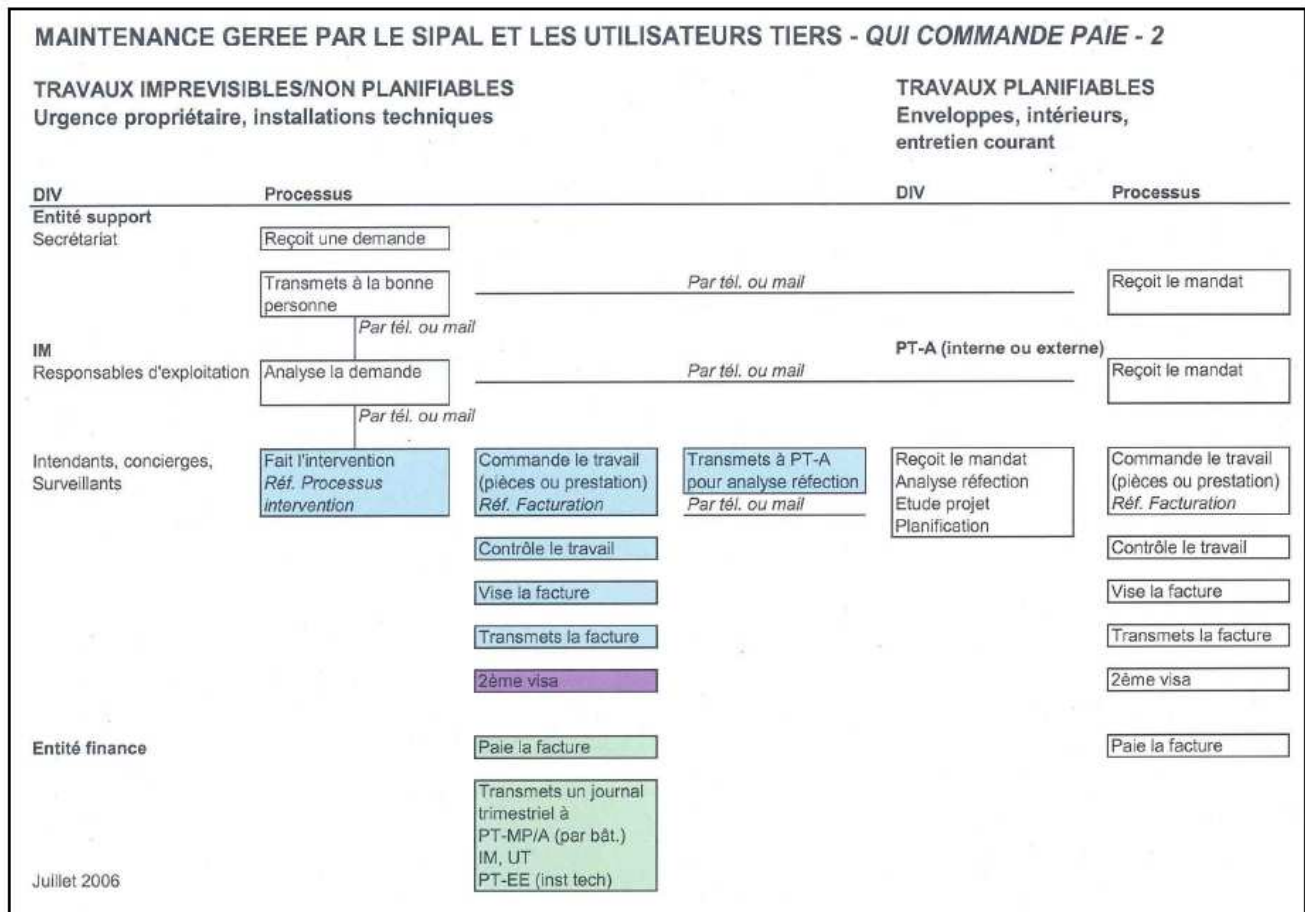 MAINTENANCE GEREE PAR LE SIPAL ET LES UTILISATEURS TIERS - QUI COMMANDE PAIE - 2
TRAVAUX IMPREVISIBLES/NON PLANIFIABLES
Urgence propriétaire, installations techniques
TRAVAUX PLANIFIABLES
Enveloppes, intérieurs,
entretien courant
DIV Processus DIV Processus
Entité support
Secrétariat
Reçoit une demande
Transmets à la bonne
personne
Par tél. ou mail
Reçoit le mandat
Par tél. ou mail
IM
Responsables d'exploitation
Analyse la demande
Par tél. ou mail
PT-A (interne ou externe)
Reçoit le mandat
Par tél. ou mail
Intendants, concierges,
Surveillants
Fait l'intervention
Réf. Processus
intervention
Commande le travail
(pièces ou prestation)
Réf. Facturation
Transmets à PT-A
pour analyse réfection
Par tél. ou mail
Reçoit le mandat
Analyse réfection
Etude projet
Planification
Commande le travail
(pièces ou prestation)
Réf. Facturation
Contrôle le travail
Contrôle le travail
Vise la facture
Vise la facture
Transmets la facture
Transmets la facture
2ème visa
2ème visa
Entité finance
Paie la facture
Paie la facture
Transmets un journal
trimestriel à
PT-MP/A (par bât.)
IM, UT
PT-EE (inst tech)
Juillet 2006